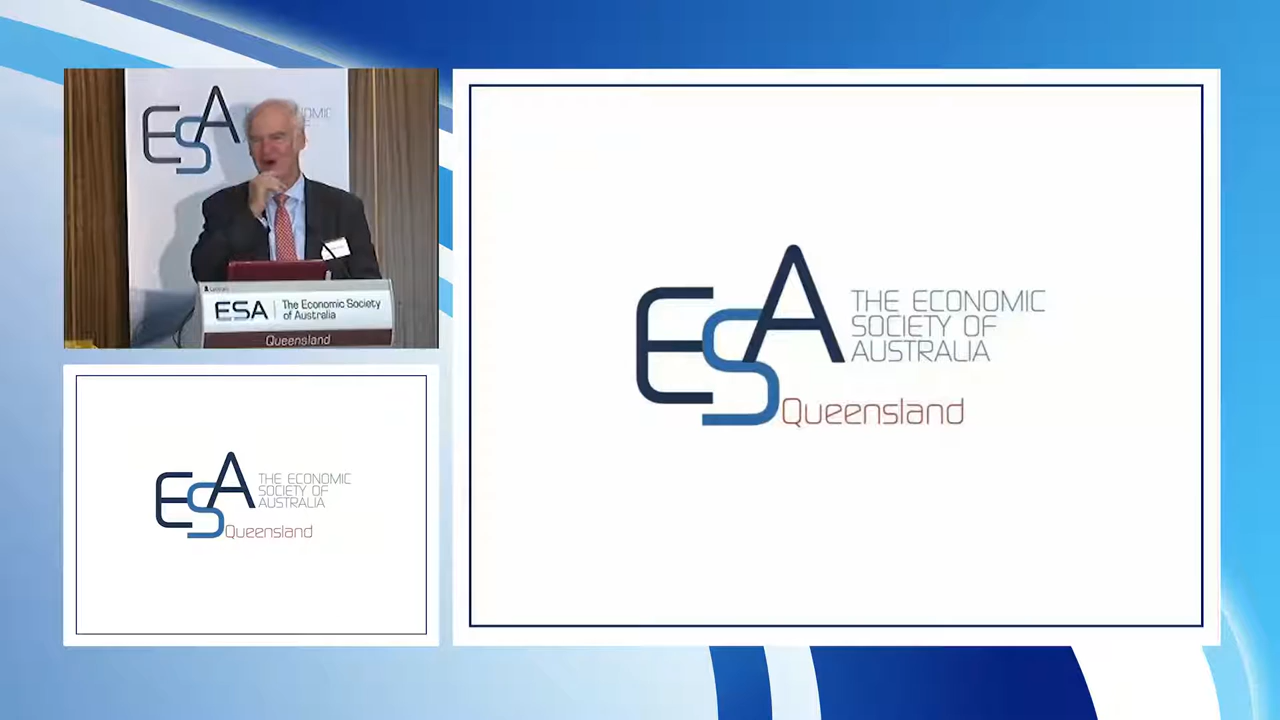 ESA
ESA | The Economic Society
of Australia
Queensland
ESA
THE ECONOMIC
SOCIETY OF
AUSTRALIA
Queensland
ESA
THE ECONOMIC
SOCIETY OF
AUSTRALIA
Queensland